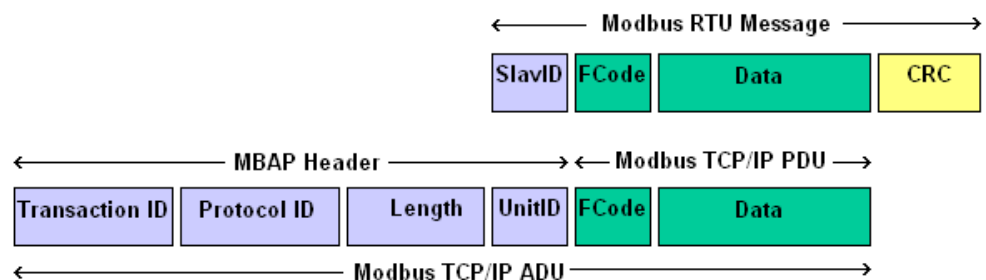 Modbus RTU Message
SlavID FCode Data CRC
MBAP Header Modbus TCP/IP PDU
Transaction ID Protocol ID Length UnitID FCode Data
Modbus TCP/IP ADU